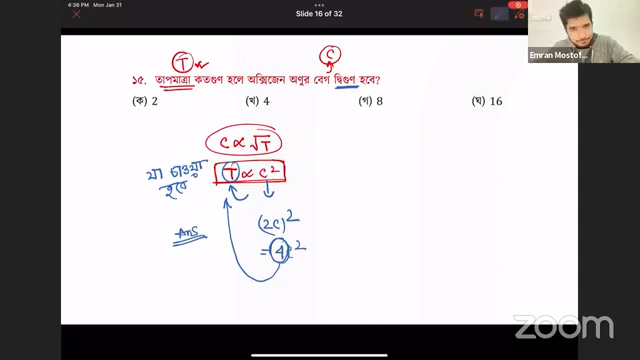 4:36 PM Mon Jan 31
Slide 16 of 32
Emran Mostof...
T
C
১৫. তাপমাত্রা কতগুণ হলে অক্সিজেন অণুর বেগ দ্বিগুণ হবে?
(ক) 2 (খ) 4 (গ) 8 (ঘ) 16
C ∝ √T
যা চাওয়া হবে T ∝ C²
(2C)²
Ans = 4C²
zoom